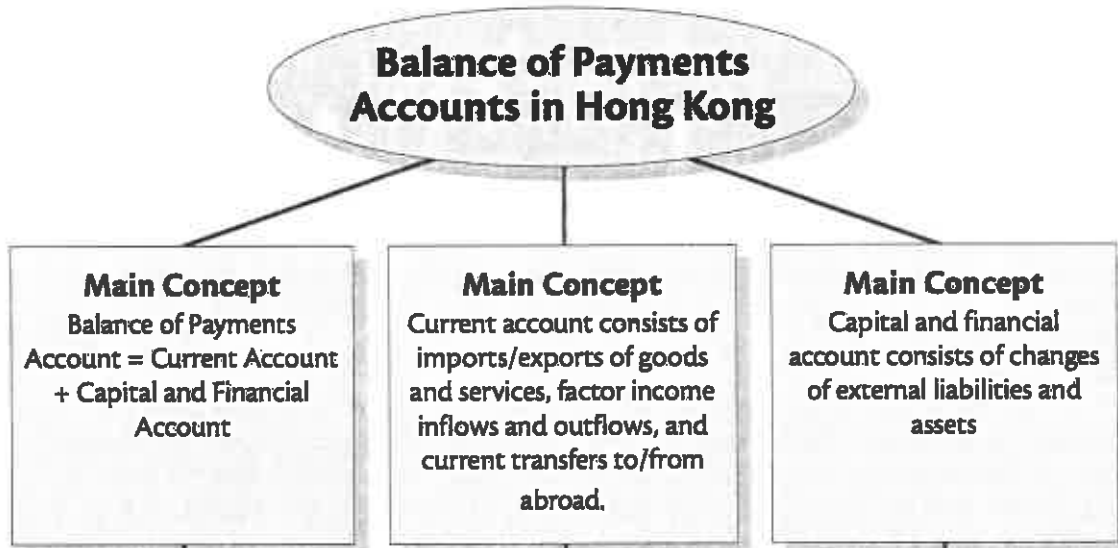 Balance of Payments
Accounts in Hong Kong
Main Concept
Balance of Payments
Account = Current Account
+ Capital and Financial
Account
Main Concept
Current account consists of
imports/exports of goods
and services, factor income
inflows and outflows, and
current transfers to/from
abroad.
Main Concept
Capital and financial
account consists of changes
of external liabilities and
assets